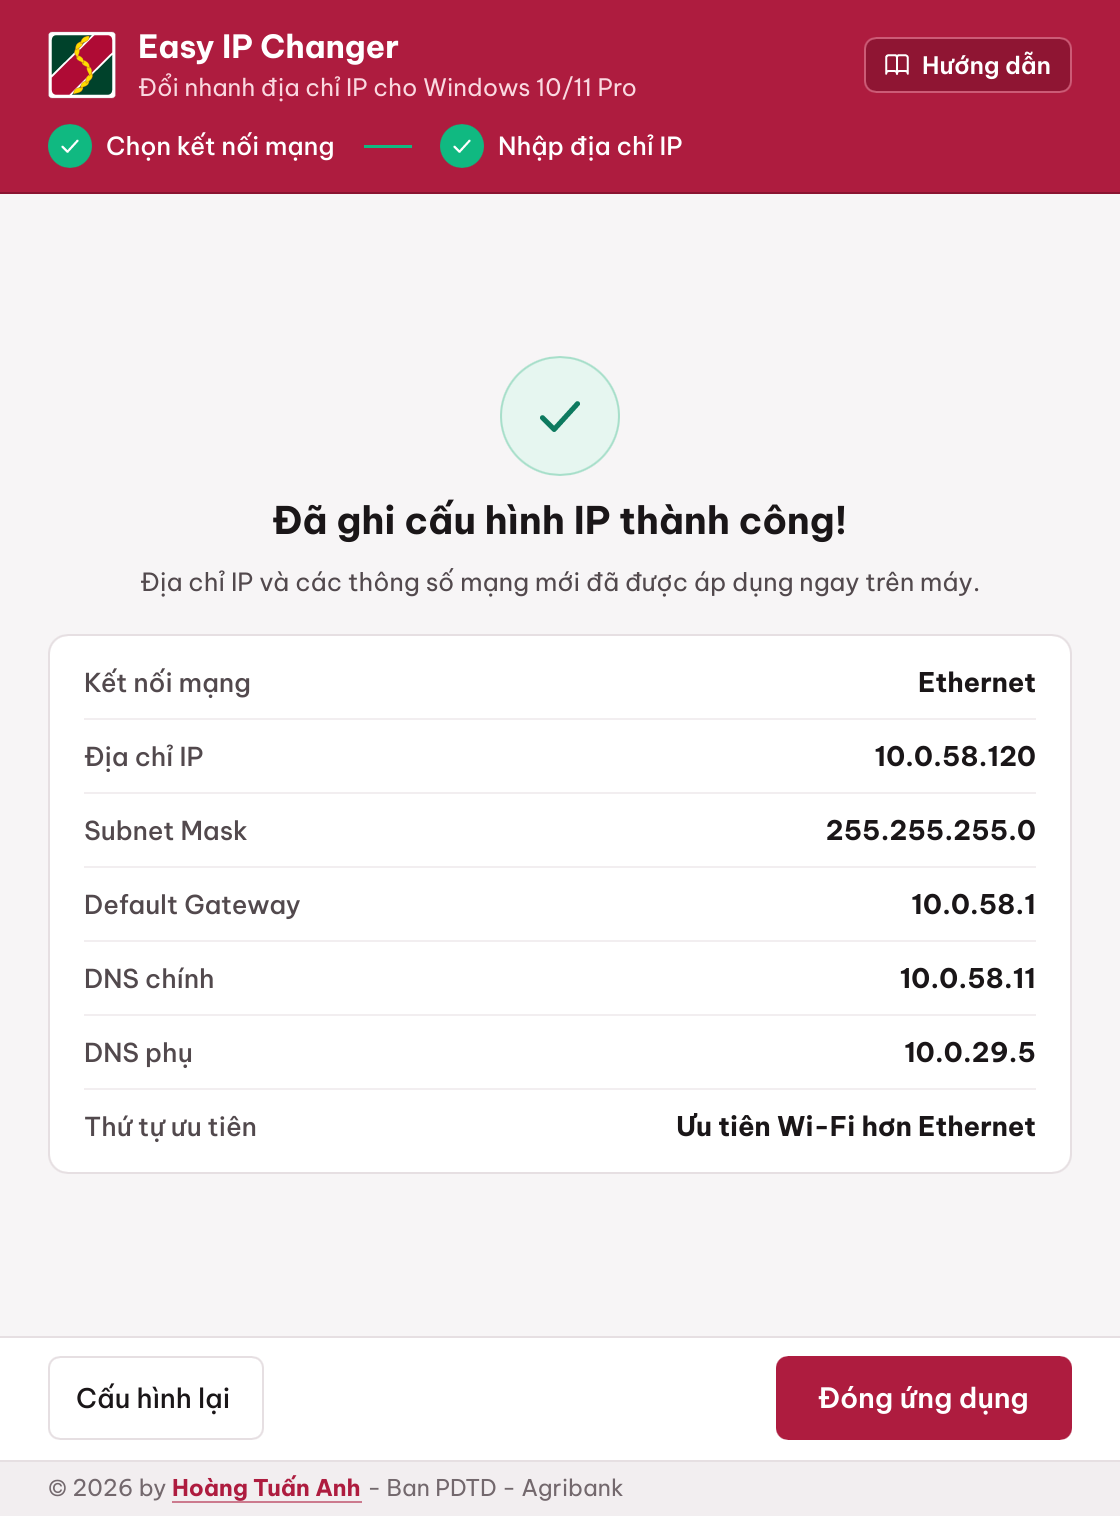 Easy IP Changer
Đổi nhanh địa chỉ IP cho Windows 10/11 Pro
Hướng dẫn
Chọn kết nối mạng
Nhập địa chỉ IP
Đã ghi cấu hình IP thành công!
Địa chỉ IP và các thông số mạng mới đã được áp dụng ngay trên máy.
Kết nối mạng Ethernet
Địa chỉ IP 10.0.58.120
Subnet Mask 255.255.255.0
Default Gateway 10.0.58.1
DNS chính 10.0.58.11
DNS phụ 10.0.29.5
Thứ tự ưu tiên Ưu tiên Wi-Fi hơn Ethernet
Cấu hình lại
Đóng ứng dụng
© 2026 by Hoàng Tuấn Anh - Ban PDTD - Agribank